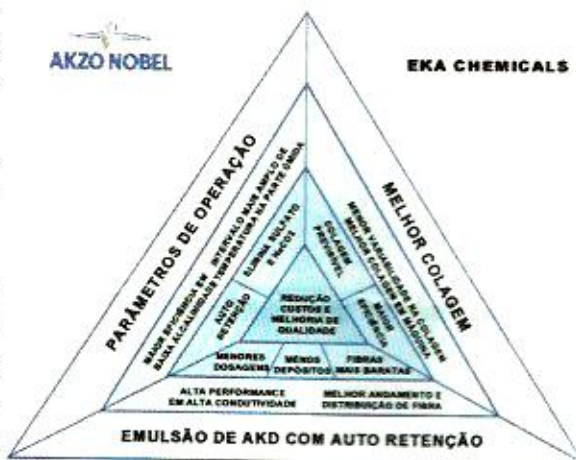 AKZO NOBEL
EKA CHEMICALS
PARÂMETROS DE OPERAÇÃO
MELHOR COLAGEM
MAIOR EFICIÊNCIA EM
BAIXA ALCALINIDADE
INTERVALO MAIS AMPLO DE
TEMPERATURA NA PARTE ÚMIDA
MENOR VARIABILIDADE NA COLAGEM
MELHOR COLAGEM EM MÁQUINA
ELIMINA SULFATO
E NaCO3
COLAGEM
PREVISÍVEL
AUTO
RETENÇÃO
MAIOR
EFICIÊNCIA
REDUÇÃO
CUSTOS E
MELHORIA DE
QUALIDADE
MENORES
DOSAGENS
MENOS
DEPÓSITOS
FIBRAS
MAIS BARATAS
ALTA PERFORMANCE
EM ALTA CONDUTIVIDADE
MELHOR ANDAMENTO E
DISTRIBUIÇÃO DE FIBRA
EMULSÃO DE AKD COM AUTO RETENÇÃO